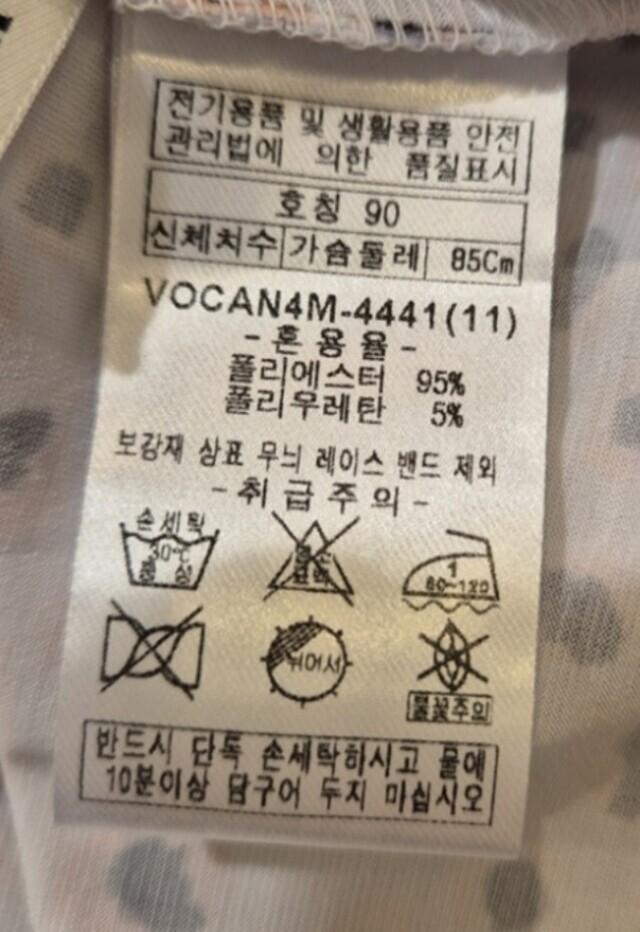 전기용품 및 생활용품 안전
관리법에 의한 품질표시
호칭 90
신체치수 가슴둘레 85Cm
VOCAN4M-4441(11)
-혼용율-
폴리에스터 95%
폴리우레탄 5%
보강재 상표 무늬 레이스 밴드 제외
-취급주의-
손세탁
30℃
중성
염소
표백
1
80~120
뉘어서
불꽃주의
반드시 단독 손세탁하시고 물에
10분이상 담구어 두지 마십시오